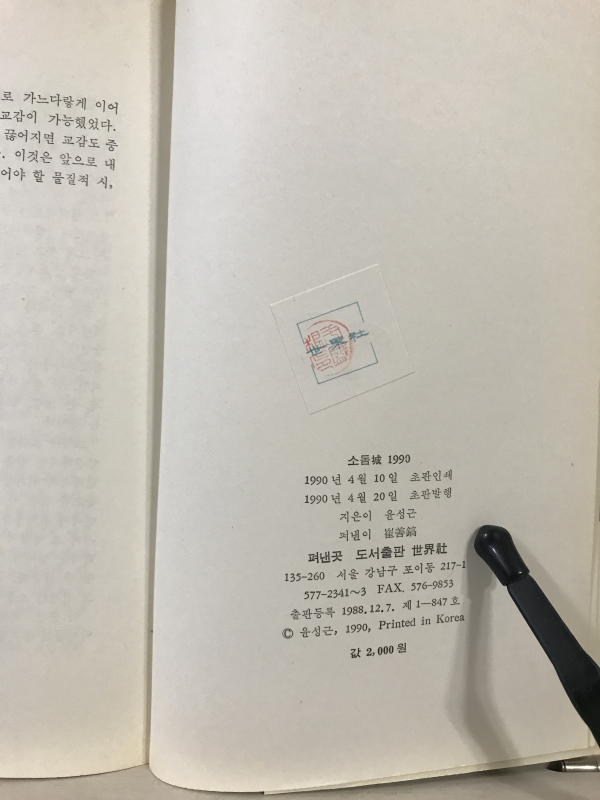 로 가느다랗게 이어
교감이 가능했었다.
끊어지면 교감도 중
. 이것은 앞으로 내
어야 할 물질적 시,
世界社
소돔城 1990
1990년 4월 10일 초판인쇄
1990년 4월 20일 초판발행
지은이 윤성근
펴낸이 崔善鎬
펴낸곳 도서출판 世界社
135-260 서울 강남구 포이동 217-1
577-2341~3 FAX. 576-9853
출판등록 1988.12.7. 제 1―847 호
© 윤성근, 1990, Printed in Korea
값 2,000원